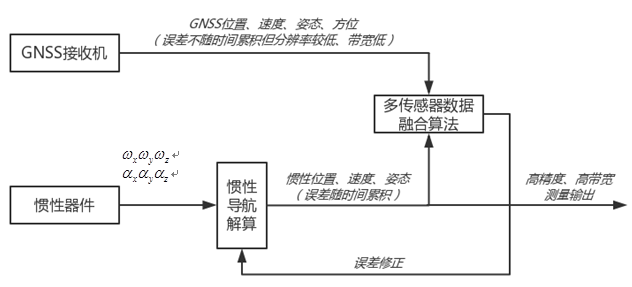 GNSS位置、速度、姿态、方位
（误差不随时间累积但分辨率较低、带宽低）
GNSS接收机
多传感器数据
融合算法
ωxωyωz
αxαyαz
惯性器件
惯性
导航
解算
惯性位置、速度、姿态
（误差随时间累积）
高精度、高带宽
测量输出
误差修正